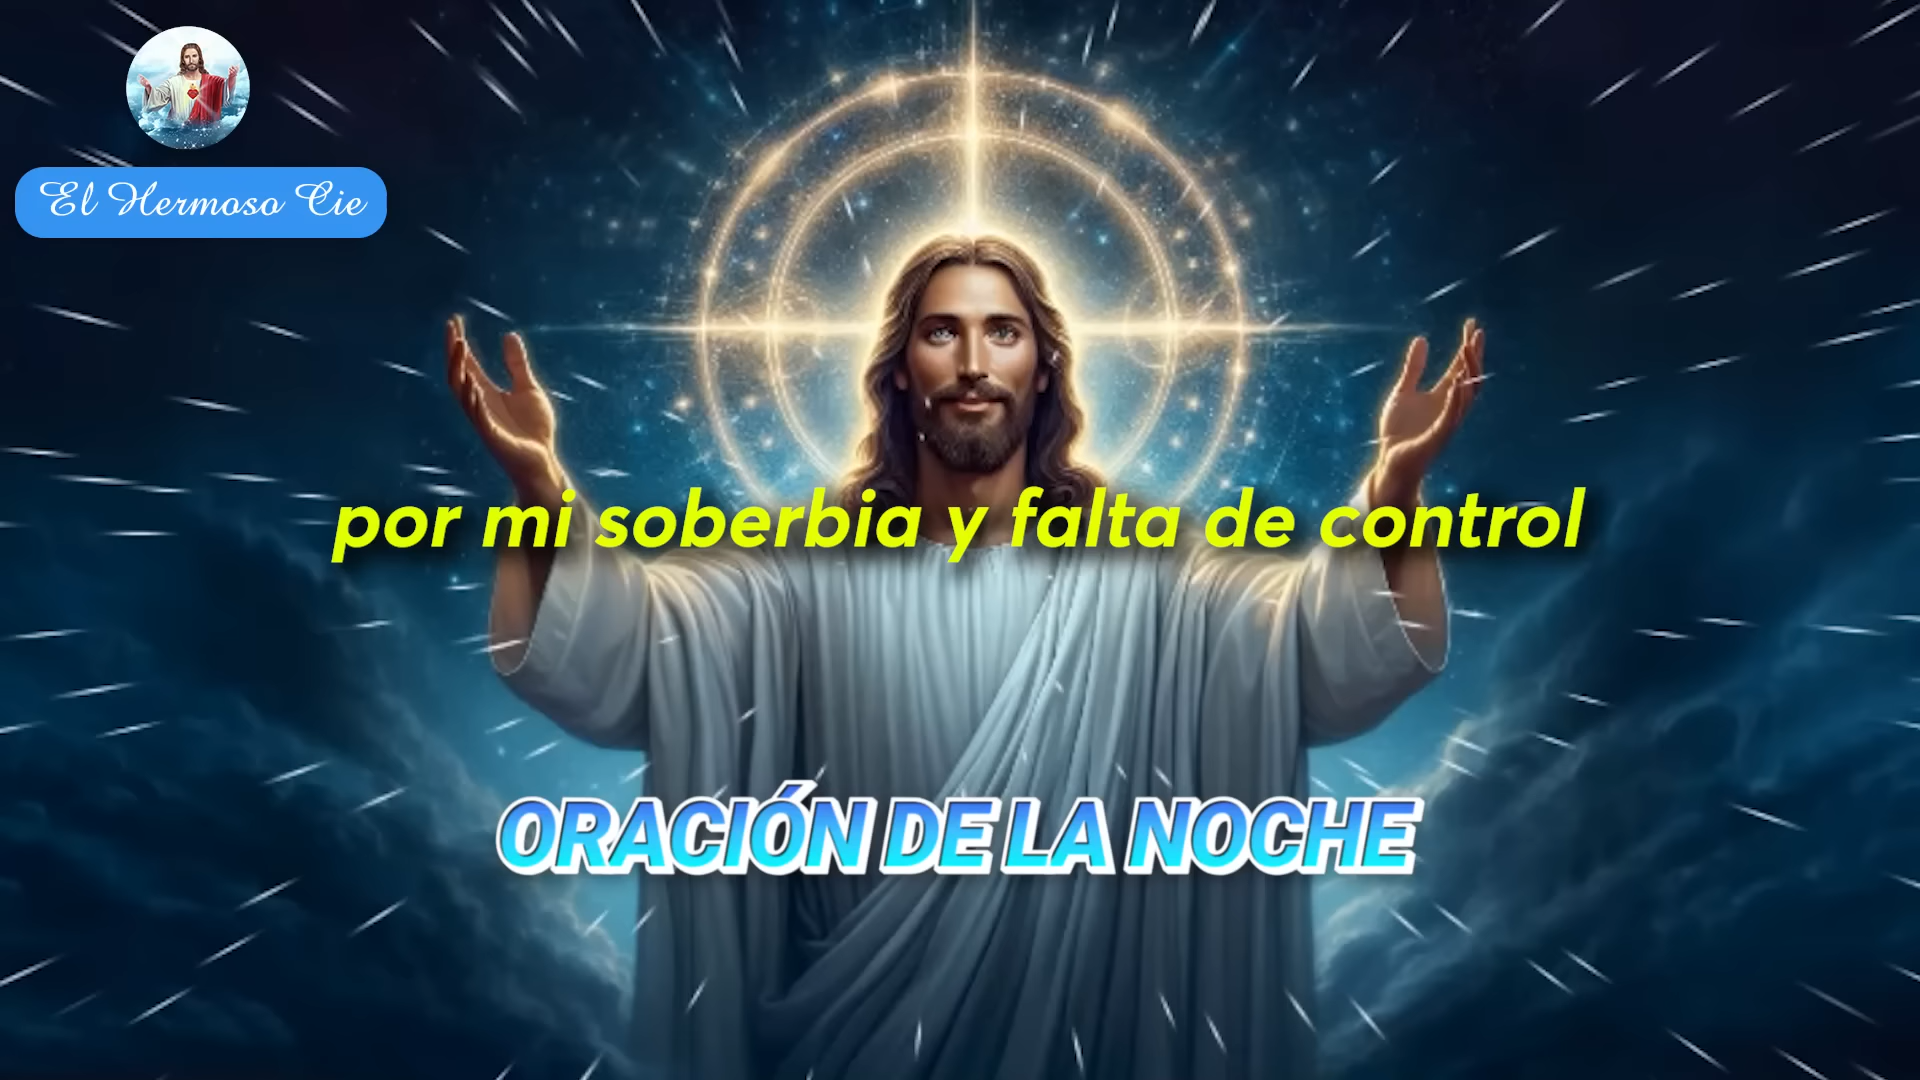 El Hermoso Cie
por mi soberbia y falta de control
ORACIÓN DE LA NOCHE